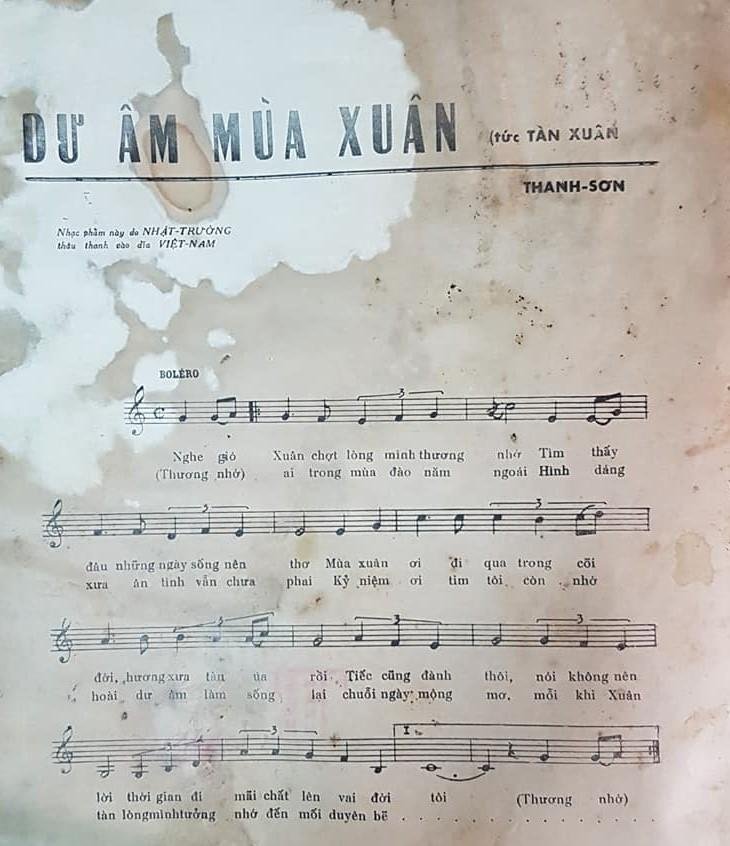 DƯ ÂM MÙA XUÂN (tức TÀN XUÂN
THANH-SƠN
Nhạc phẩm này do NHẬT-TRƯỜNG
thâu thanh vào dĩa VIỆT-NAM
BOLÉRO
Nghe gió Xuân chợt lòng mình thương nhớ Tìm thấy
(Thương nhớ) ai trong mùa đào năm ngoái Hình dáng
đâu những ngày sống nên thơ Mùa xuân ơi đi qua trong cõi
xưa ân tình vẫn chưa phai Kỷ niệm ơi tìm tôi còn nhớ
đời, hương xưa tàn úa rồi Tiếc cũng đành thôi, nói không nên
hoài dư âm làm sống lại chuỗi ngày mộng mơ, mỗi khi Xuân
I
lời thời gian đi mãi chất lên vai đời tôi (Thương nhớ)
tàn lòngmìnhtưởng nhớ đến mối duyên bẽ . . . . . . . . . . . . .